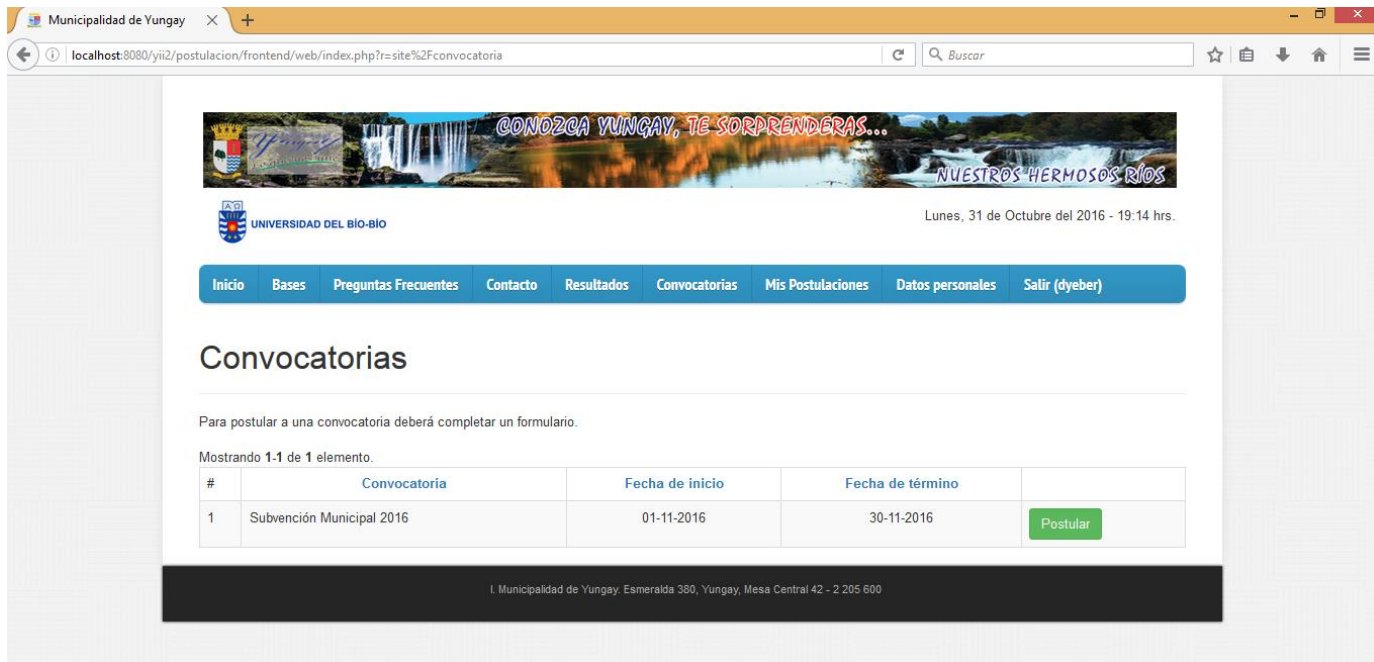 Municipalidad de Yungay
localhost:8080/yii2/postulacion/frontend/web/index.php?r=site%2Fconvocatoria
Buscar
CONOZCA YUNGAY, TE SORPRENDERAS...
Yungay
NUESTROS HERMOSOS RÍOS
UNIVERSIDAD DEL BÍO-BÍO
Lunes, 31 de Octubre del 2016 - 19:14 hrs.
Inicio Bases Preguntas Frecuentes Contacto Resultados Convocatorias Mis Postulaciones Datos personales Salir (dyeber)
Convocatorias
Para postular a una convocatoria deberá completar un formulario.
Mostrando 1-1 de 1 elemento.
# Convocatoria Fecha de inicio Fecha de término
1 Subvención Municipal 2016 01-11-2016 30-11-2016 Postular
I. Municipalidad de Yungay. Esmeralda 380, Yungay, Mesa Central 42 - 2 205 600